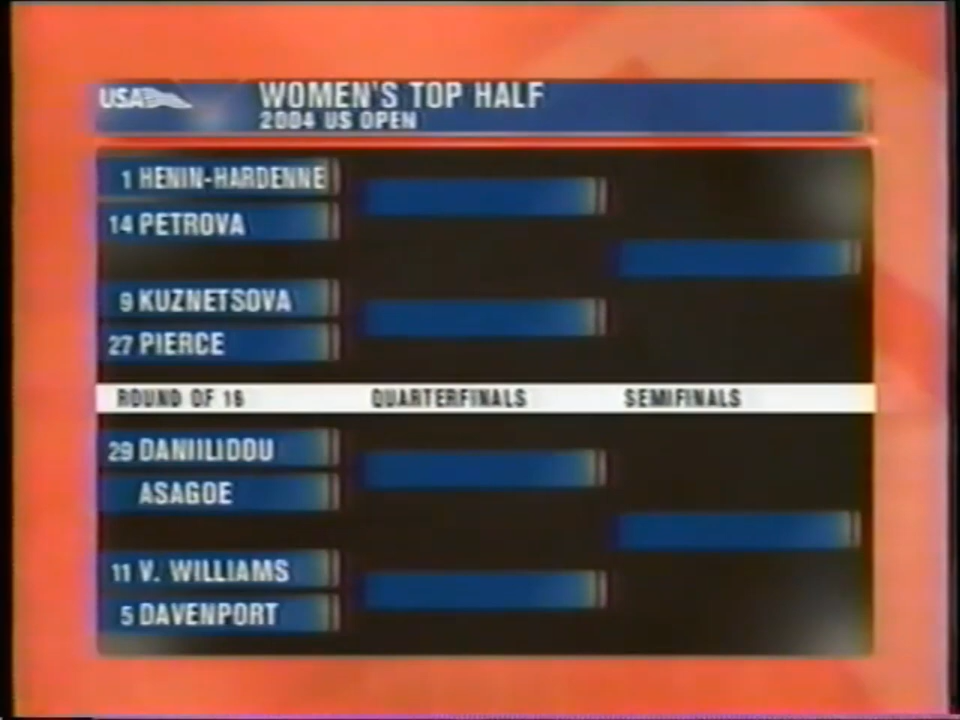 USA
WOMEN'S TOP HALF
2004 US OPEN
1 HENIN-HARDENNE
14 PETROVA
9 KUZNETSOVA
27 PIERCE
ROUND OF 16 QUARTERFINALS SEMIFINALS
29 DANIILIDDU
ASAGOE
11 V. WILLIAMS
5 DAVENPORT